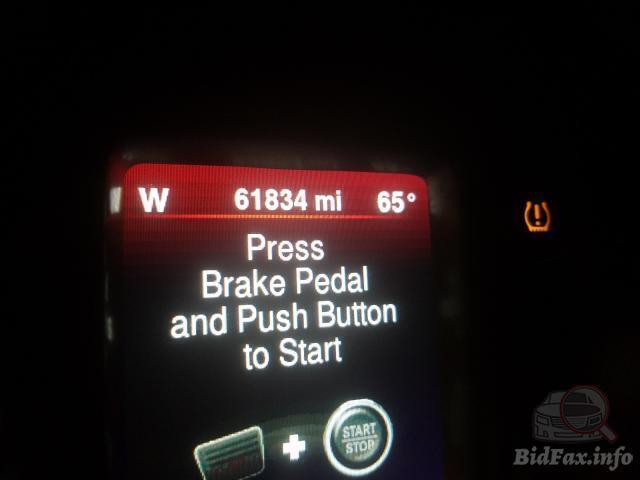 W 61834 mi 65°
Press
Brake Pedal
and Push Button
to Start
START
STOP
BidFax.info